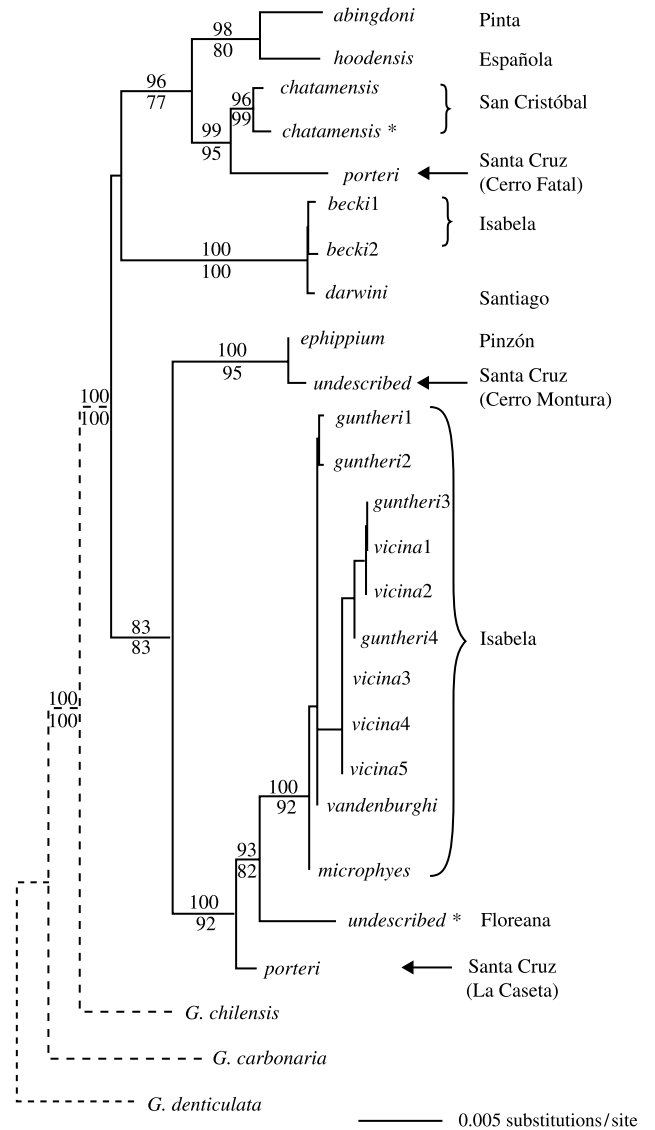 abingdoni Pinta
98
80
hoodensis Española
96
77
chatamensis
96
99
San Cristóbal
99
95
chatamensis *
porteri Santa Cruz
(Cerro Fatal)
becki1
Isabela
100
100
becki2
darwini Santiago
ephippium Pinzón
100
95
undescribed Santa Cruz
(Cerro Montura)
100
100
guntheri1
guntheri2
guntheri3
vicina1
vicina2
83
83
guntheri4 Isabela
vicina3
100
100
vicina4
vicina5
100
92
vandenburghi
93
82
microphyes
100
92
undescribed * Floreana
porteri Santa Cruz
(La Caseta)
G. chilensis
G. carbonaria
G. denticulata
0.005 substitutions/site